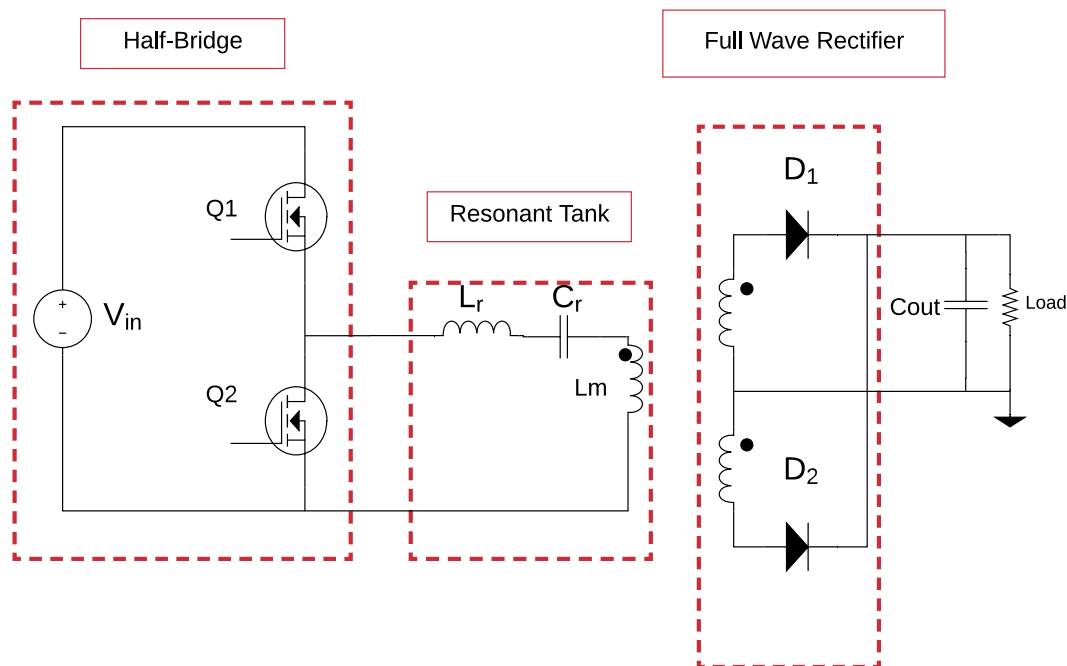 Half-Bridge
Full Wave Rectifier
D₁
Q1
Resonant Tank
Lᵣ
Cᵣ
+
−
Vᵢₙ
Cout
Load
Q2
Lm
D₂